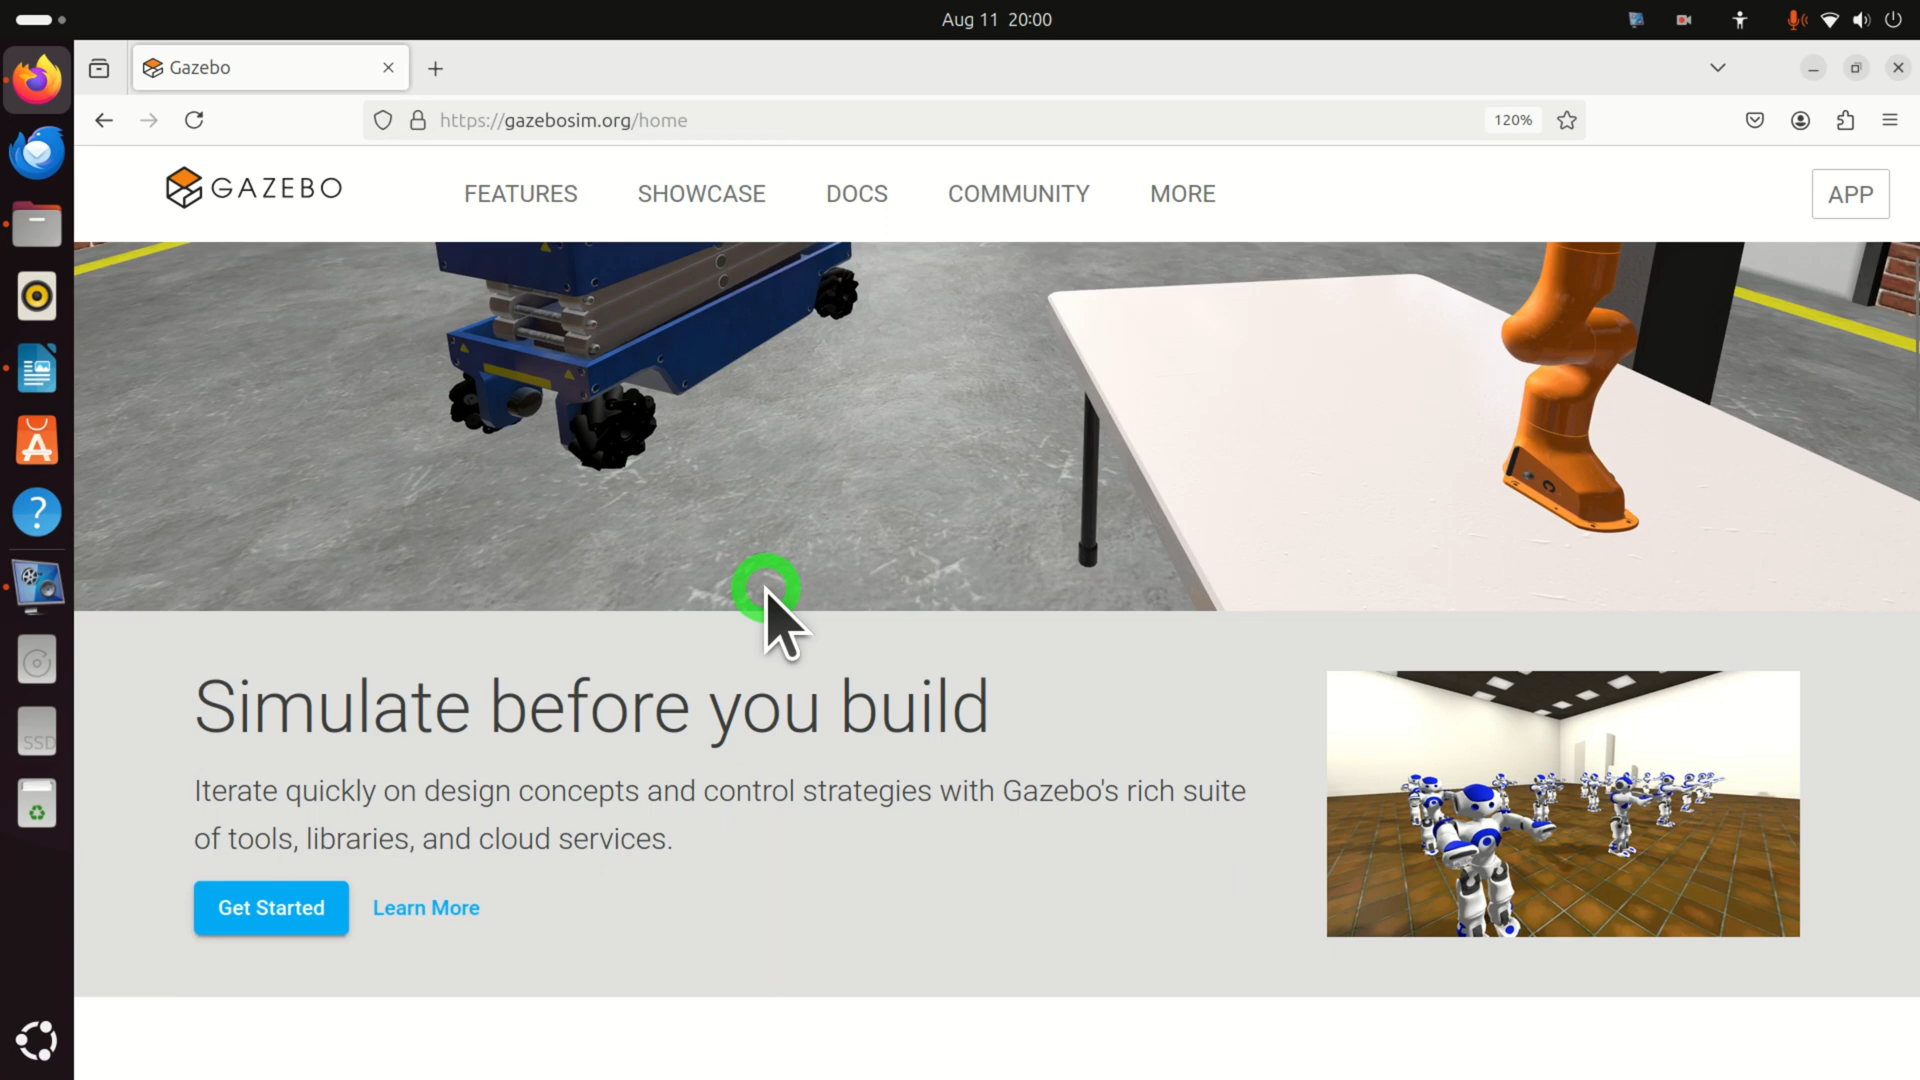 Aug 11 20:00
Gazebo
https://gazebosim.org/home
120%
GAZEBO
FEATURES
SHOWCASE
DOCS
COMMUNITY
MORE
APP
Simulate before you build
Iterate quickly on design concepts and control strategies with Gazebo's rich suite
of tools, libraries, and cloud services.
Get Started
Learn More
SSD